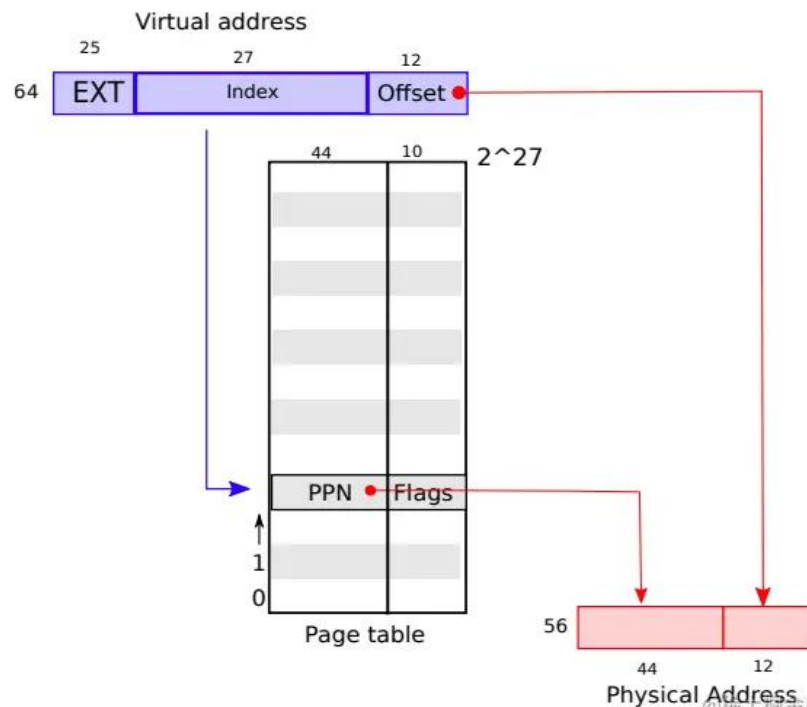 Virtual address
25 27 12
64 EXT Index Offset
44 10 2^27
PPN Flags
1
0
Page table
56
44 12
Physical Address